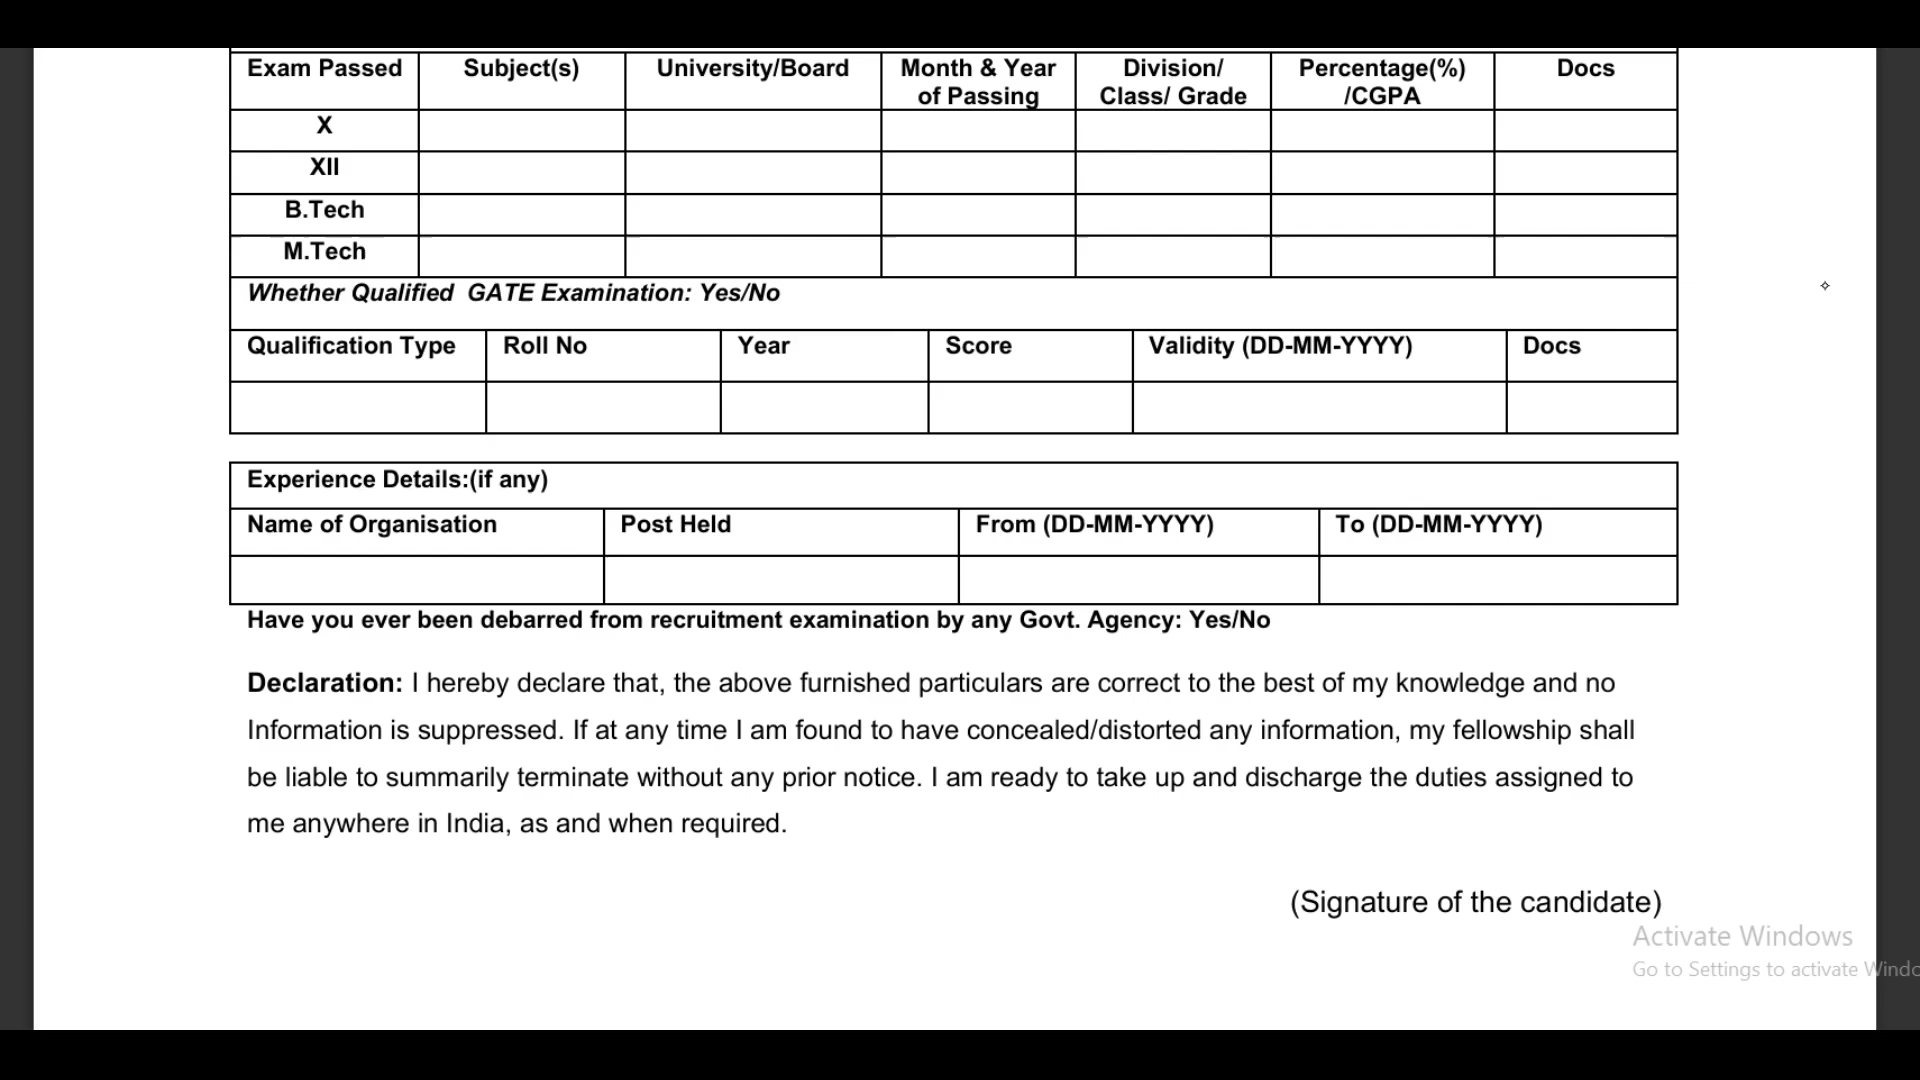 Exam Passed Subject(s) University/Board Month & Year of Passing Division/ Class/ Grade Percentage(%) /CGPA Docs
X
XII
B.Tech
M.Tech
Whether Qualified GATE Examination: Yes/No
Qualification Type Roll No Year Score Validity (DD-MM-YYYY) Docs
Experience Details:(if any)
Name of Organisation Post Held From (DD-MM-YYYY) To (DD-MM-YYYY)
Have you ever been debarred from recruitment examination by any Govt. Agency: Yes/No
Declaration: I hereby declare that, the above furnished particulars are correct to the best of my knowledge and no
Information is suppressed. If at any time I am found to have concealed/distorted any information, my fellowship shall
be liable to summarily terminate without any prior notice. I am ready to take up and discharge the duties assigned to
me anywhere in India, as and when required.
(Signature of the candidate)
Activate Windows
Go to Settings to activate Windo